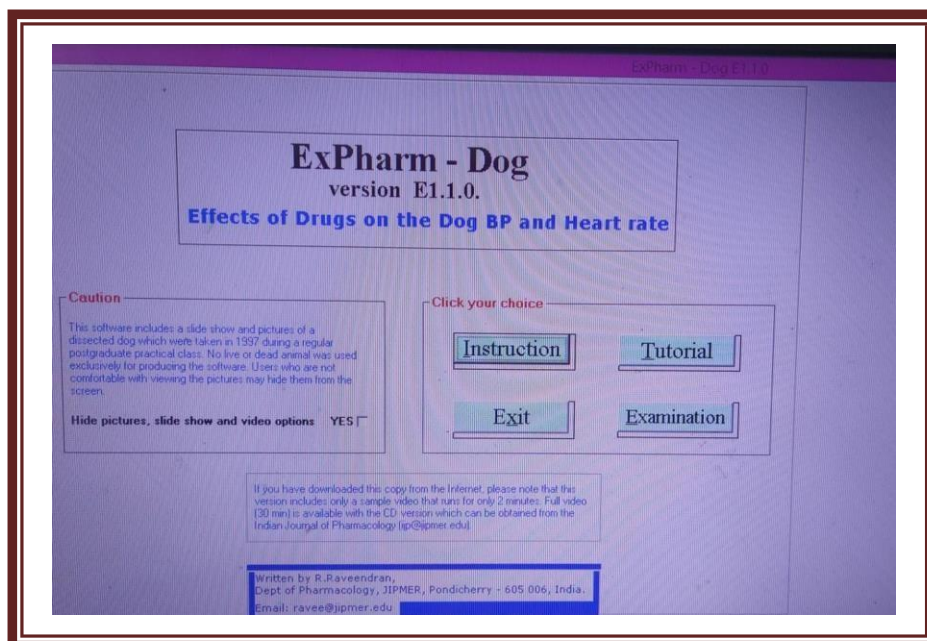 ExPharm - Dog E1.1.0
ExPharm - Dog
version E1.1.0.
Effects of Drugs on the Dog BP and Heart rate
Caution
This software includes a slide show and pictures of a
dissected dog which were taken in 1997 during a regular
postgraduate practical class. No live or dead animal was used
exclusively for producing the software. Users who are not
comfortable with viewing the pictures may hide them from the
screen.
Hide pictures, slide show and video options YES
Click your choice
Instruction
Tutorial
Exit
Examination
If you have downloaded this copy from the Internet, please note that this
version includes only a sample video that runs for only 2 minutes. Full video
(30 min) is available with the CD version which can be obtained from the
Indian Journal of Pharmacology (ijp@jipmer.edu).
Written by R.Raveendran,
Dept of Pharmacology, JIPMER, Pondicherry - 605 006, India.
Email: ravee@jipmer.edu